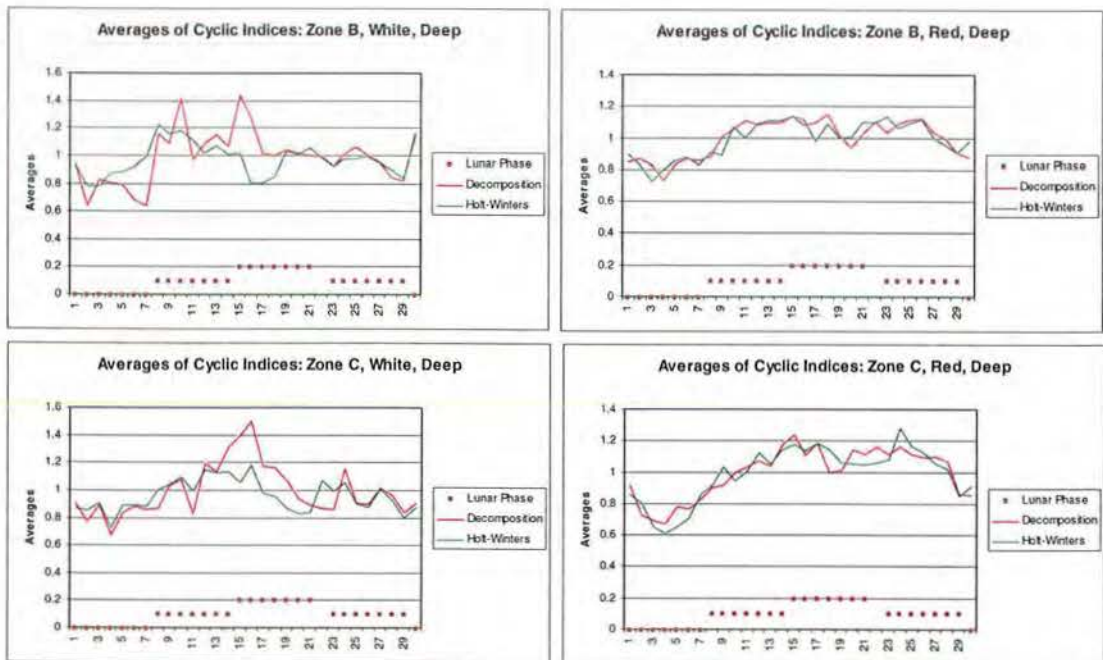 Averages of Cyclic Indices: Zone B, White, Deep
1.6
1.4
1.2
1
0.8
0.6
0.4
0.2
0
Averages
1 3 5 7 9 11 13 15 17 19 21 23 25 27 29
Lunar Phase
Decomposition
Holt-Winters
Averages of Cyclic Indices: Zone B, Red, Deep
1.4
1.2
1
0.8
0.6
0.4
0.2
0
Averages
1 3 5 7 9 11 13 15 17 19 21 23 25 27 29
Lunar Phase
Decomposition
Holt-Winters
Averages of Cyclic Indices: Zone C, White, Deep
1.6
1.4
1.2
1
0.8
0.6
0.4
0.2
0
Averages
1 3 5 7 9 11 13 15 17 19 21 23 25 27 29
Lunar Phase
Decomposition
Holt-Winters
Averages of Cyclic Indices: Zone C, Red, Deep
1.4
1.2
1
0.8
0.6
0.4
0.2
0
Averages
1 3 5 7 9 11 13 15 17 19 21 23 25 27 29
Lunar Phase
Decomposition
Holt-Winters